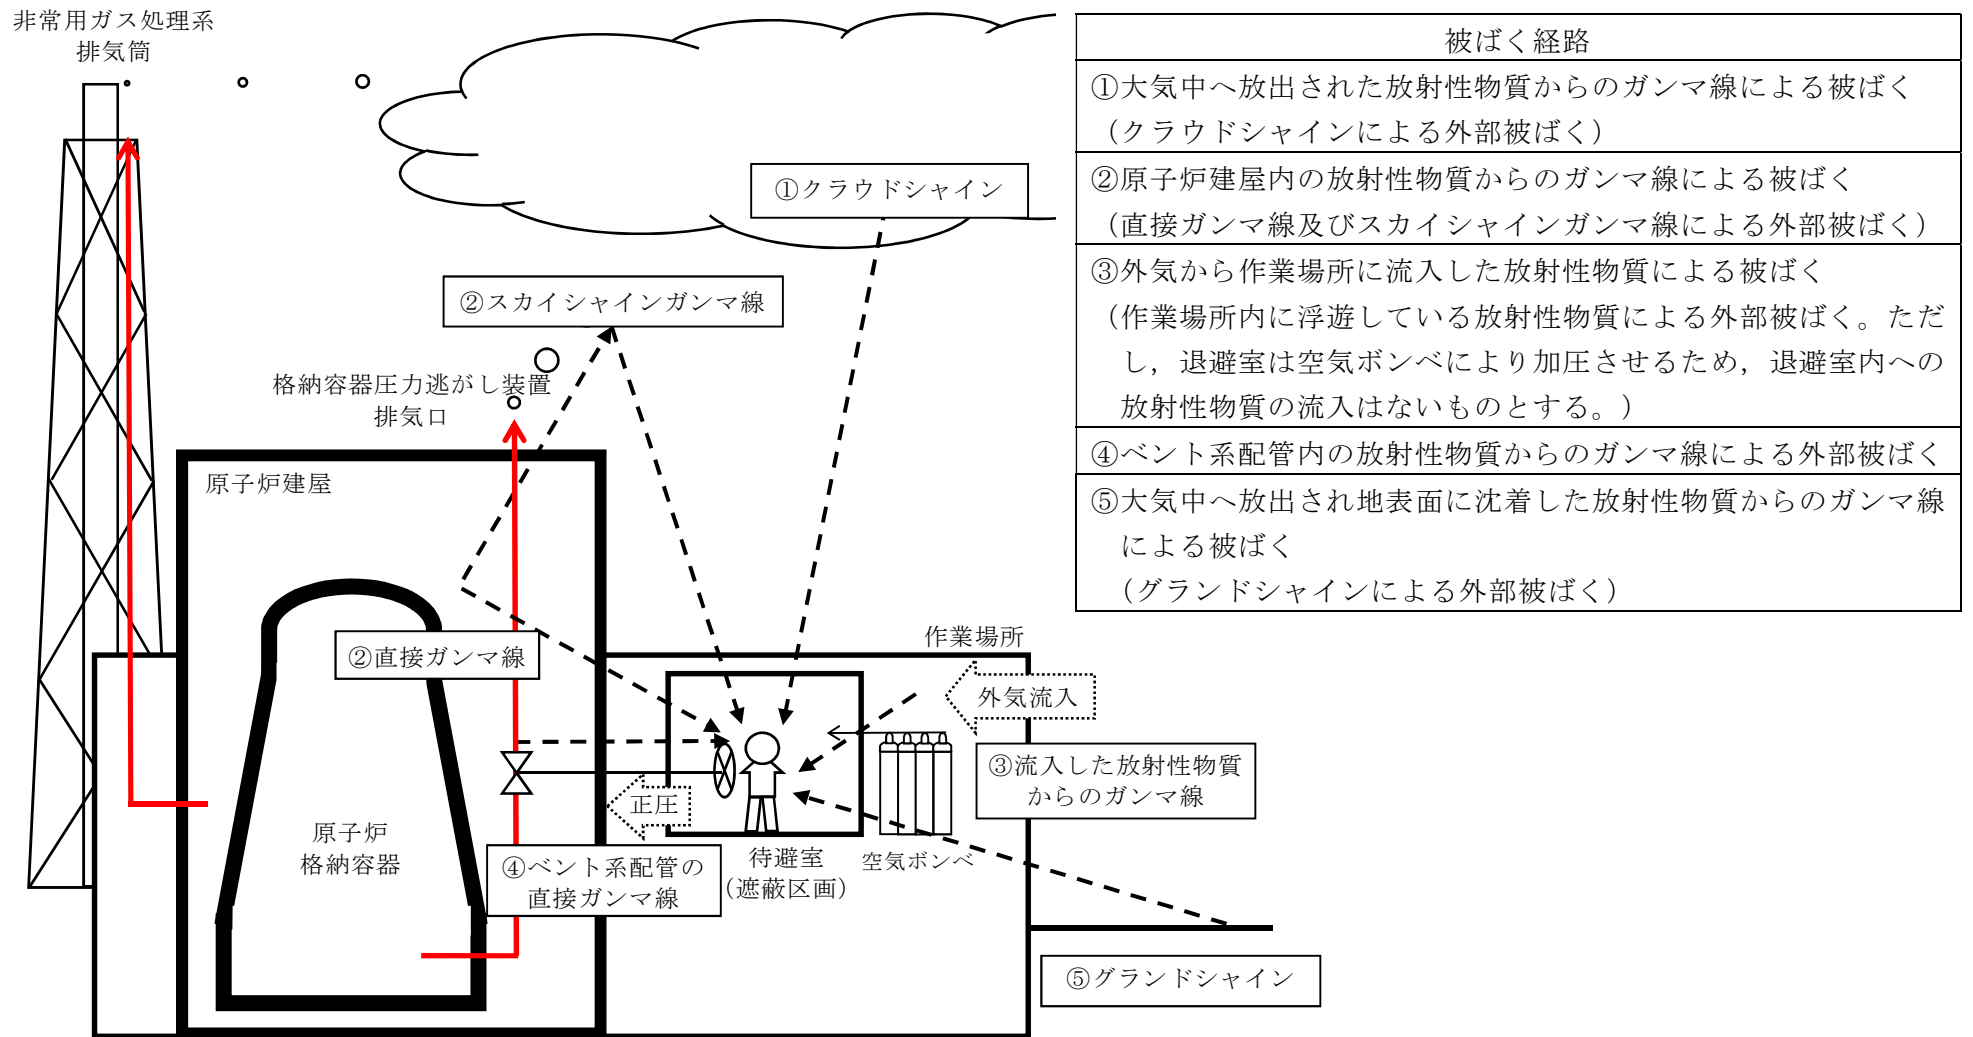 非常用ガス処理系
排気筒
①クラウドシャイン
②スカイシャインガンマ線
格納容器圧力逃がし装置
排気口
原子炉建屋
②直接ガンマ線
作業場所
外気流入
③流入した放射性物質
からのガンマ線
正圧
原子炉
格納容器
④ベント系配管の
直接ガンマ線
待避室
(遮蔽区画)
空気ボンベ
⑤グランドシャイン
被ばく経路
①大気中へ放出された放射性物質からのガンマ線による被ばく
（クラウドシャインによる外部被ばく）
②原子炉建屋内の放射性物質からのガンマ線による被ばく
（直接ガンマ線及びスカイシャインガンマ線による外部被ばく）
③外気から作業場所に流入した放射性物質による被ばく
（作業場所内に浮遊している放射性物質による外部被ばく。ただ
し，退避室は空気ボンベにより加圧させるため，退避室内への
放射性物質の流入はないものとする。）
④ベント系配管内の放射性物質からのガンマ線による外部被ばく
⑤大気中へ放出され地表面に沈着した放射性物質からのガンマ線
による被ばく
（グランドシャインによる外部被ばく）